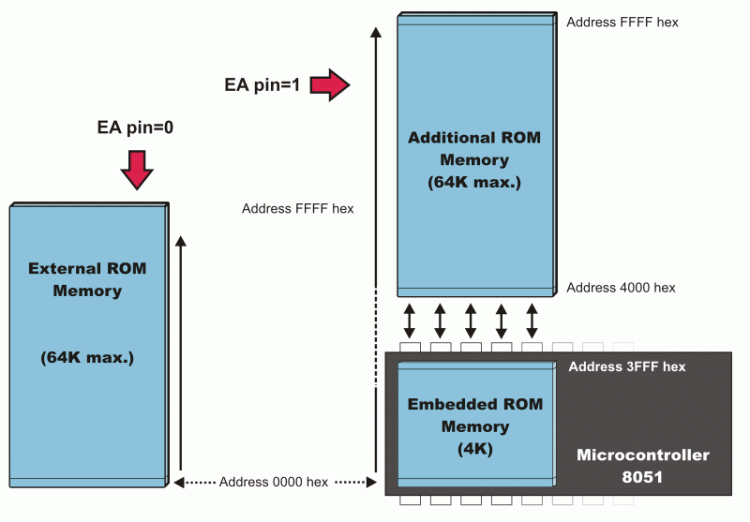 Address FFFF hex
EA pin=1
Additional ROM
Memory
(64K max.)
EA pin=0
Address FFFF hex
External ROM
Memory
(64K max.)
Address 4000 hex
Address 3FFF hex
Embedded ROM
Memory
(4K)
Microcontroller
8051
Address 0000 hex